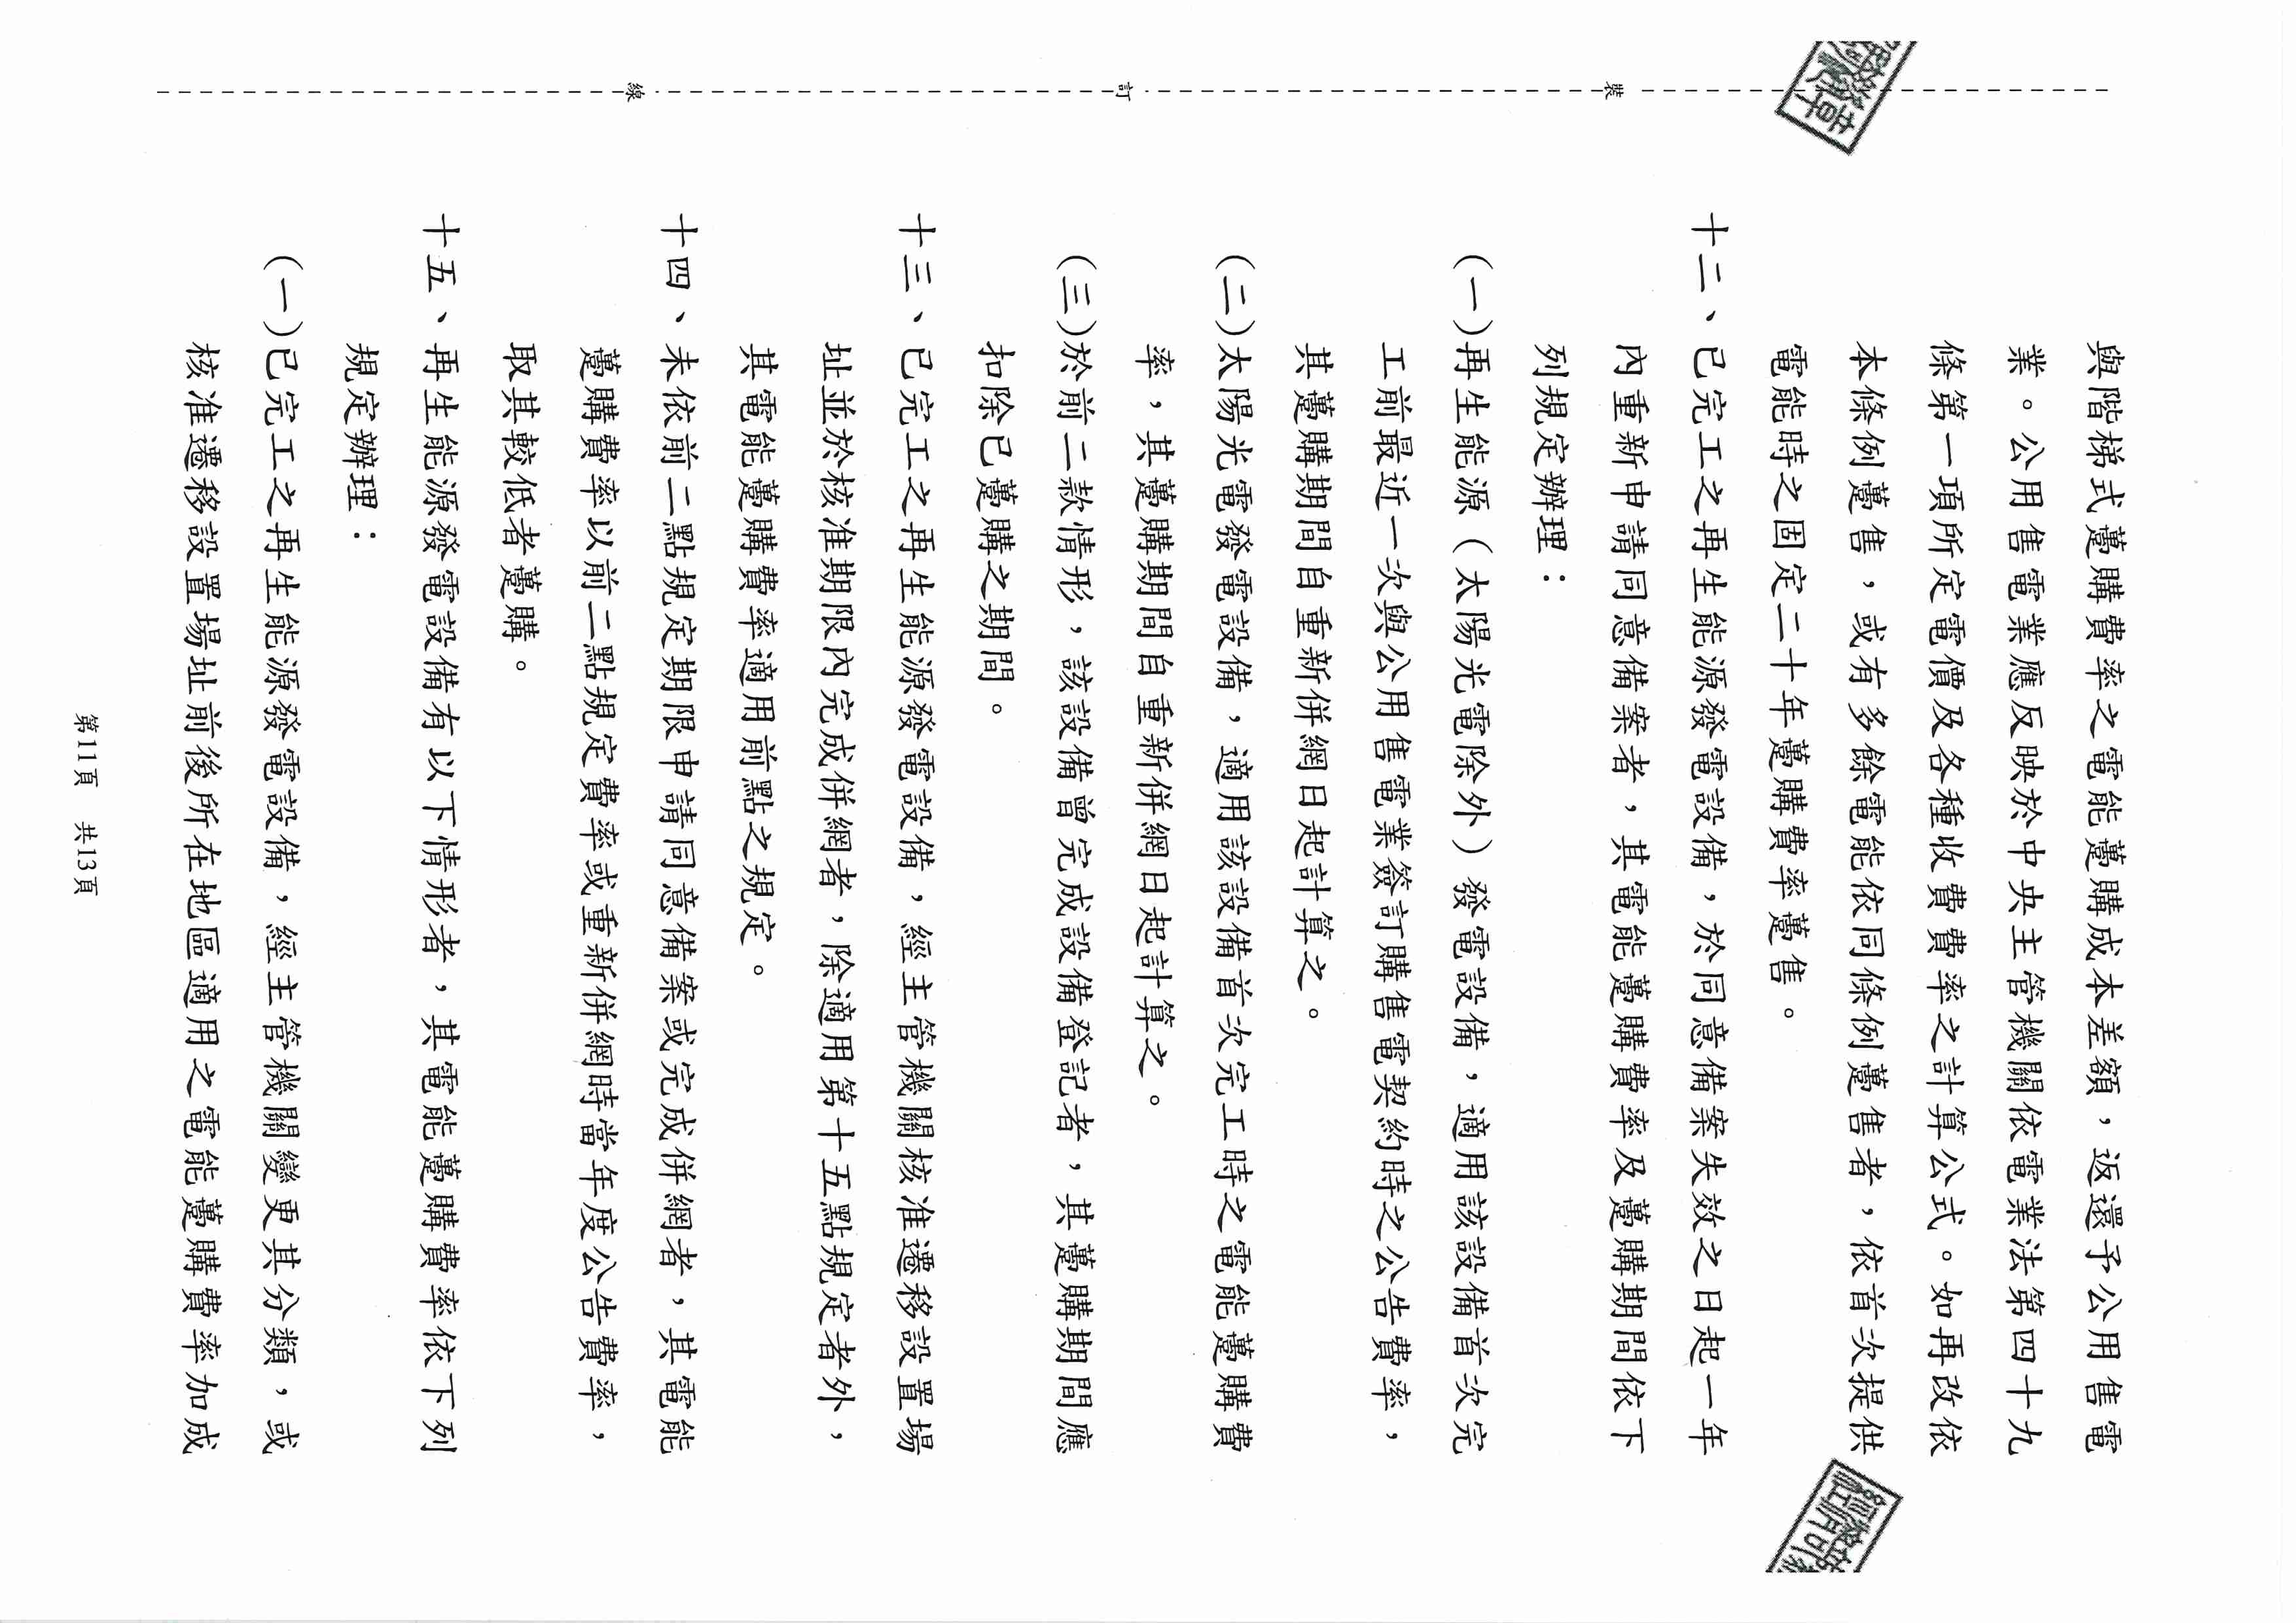 與階梯式躉購費率之電能躉購成本差額，返還予公用售電
業。公用售電業應反映於中央主管機關依電業法第四十九
條第一項所定電價及各種收費費率之計算公式。如再改依
本條例躉售，或有多餘電能依同條例躉售者，依首次提供
電能時之固定二十年躉購費率躉售。
十二、已完工之再生能源發電設備，於同意備案失效之日起一年
內重新申請同意備案者，其電能躉購費率及躉購期間依下
列規定辦理：
(一)再生能源（太陽光電除外）發電設備，適用該設備首次完
工前最近一次與公用售電業簽訂購售電契約時之公告費率，
其躉購期間自重新併網日起計算之。
(二)太陽光電發電設備，適用該設備首次完工時之電能躉購費
率，其躉購期間自重新併網日起計算之。
(三)於前二款情形，該設備曾完成設備登記者，其躉購期間應
扣除已躉購之期間。
十三、已完工之再生能源發電設備，經主管機關核准遷移設置場
址並於核准期限內完成併網者，除適用第十五點規定者外，
其電能躉購費率適用前點之規定。
十四、未依前二點規定期限申請同意備案或完成併網者，其電能
躉購費率以前二點規定費率或重新併網時當年度公告費率，
取其較低者躉購。
十五、再生能源發電設備有以下情形者，其電能躉購費率依下列
規定辦理：
(一)已完工之再生能源發電設備，經主管機關變更其分類，或
核准遷移設置場址前後所在地區適用之電能躉購費率加成
裝
訂
線
章
經濟部
第11頁 共13頁